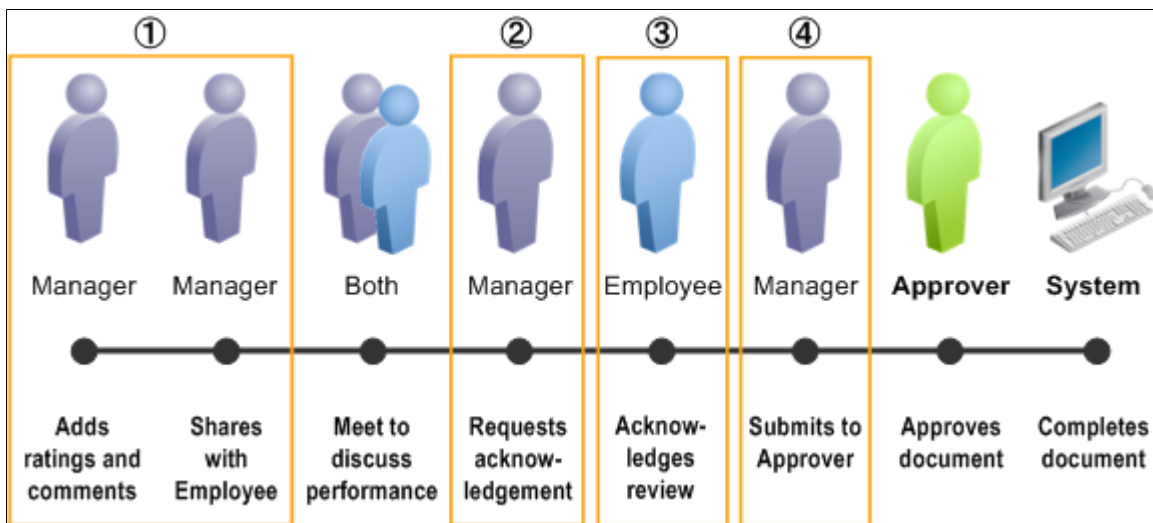 ① ② ③ ④
Manager Manager Both Manager Employee Manager Approver System
Adds
ratings and
comments
Shares
with
Employee
Meet to
discuss
performance
Requests
acknow-
ledgement
Acknow-
ledges
review
Submits to
Approver
Approves
document
Completes
document